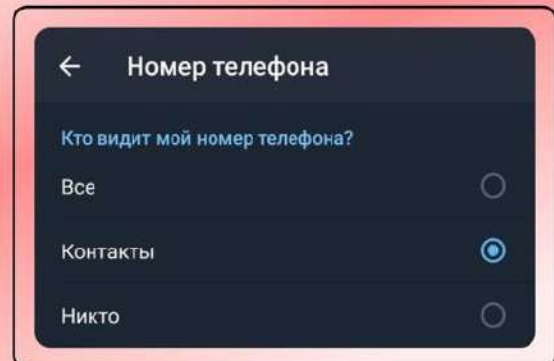 Номер телефона
Кто видит мой номер телефона?
Все
Контакты
Никто